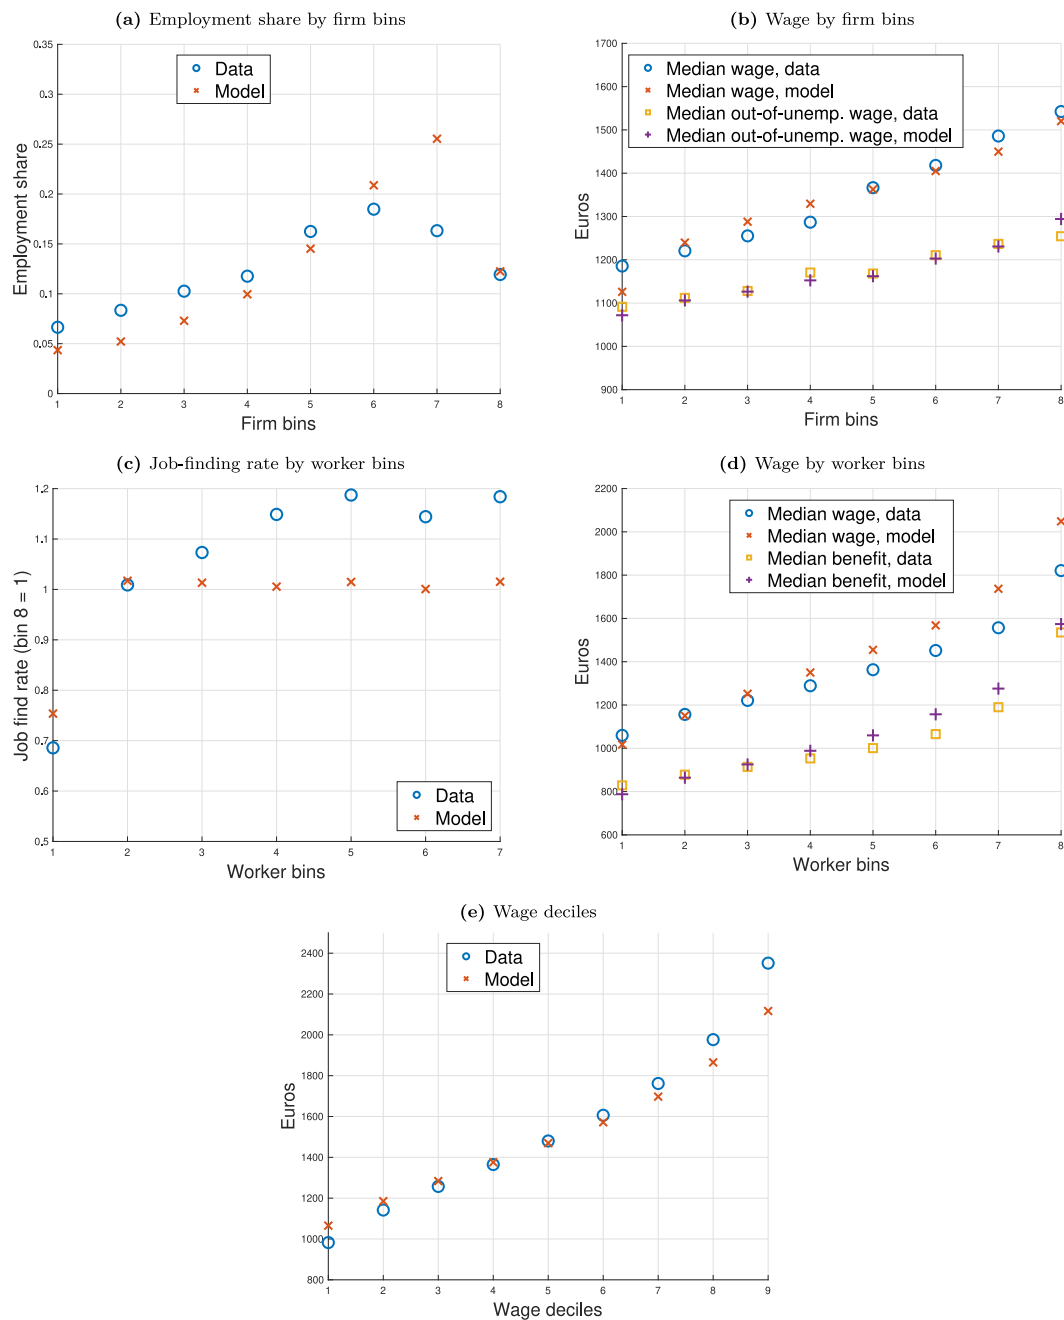 (a) Employment share by firm bins
0.35
0.3
0.25
0.2
0.15
0.1
0.05
0
Employment share
Data
Model
1 2 3 4 5 6 7 8
Firm bins
(b) Wage by firm bins
1700
1600
1500
1400
1300
1200
1100
1000
900
Euros
Median wage, data
Median wage, model
Median out-of-unemp. wage, data
Median out-of-unemp. wage, model
1 2 3 4 5 6 7 8
Firm bins
(c) Job-finding rate by worker bins
1.2
1.1
1
0.9
0.8
0.7
0.6
0.5
Job find rate (bin 8 = 1)
Data
Model
1 2 3 4 5 6 7
Worker bins
(d) Wage by worker bins
2200
2000
1800
1600
1400
1200
1000
800
600
Euros
Median wage, data
Median wage, model
Median benefit, data
Median benefit, model
1 2 3 4 5 6 7 8
Worker bins
(e) Wage deciles
2400
2200
2000
1800
1600
1400
1200
1000
800
Euros
Data
Model
1 2 3 4 5 6 7 8 9
Wage deciles